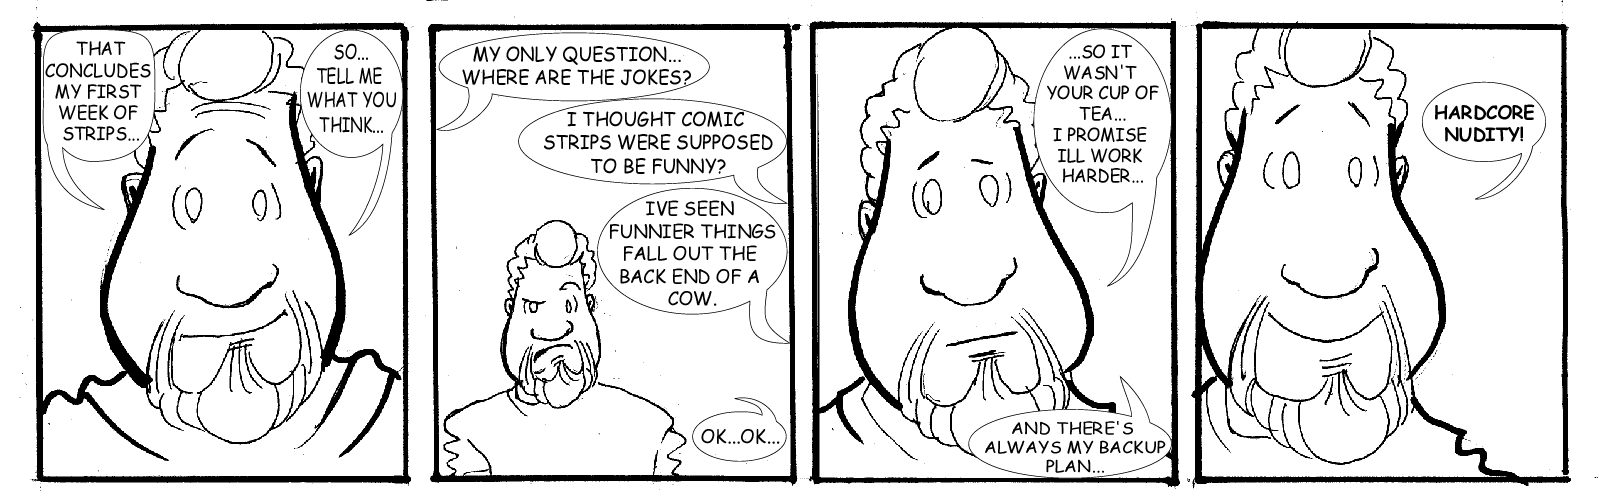 THAT
CONCLUDES
MY FIRST
WEEK OF
STRIPS...
SO...
TELL ME
WHAT YOU
THINK...
MY ONLY QUESTION...
WHERE ARE THE JOKES?
I THOUGHT COMIC
STRIPS WERE SUPPOSED
TO BE FUNNY?
IVE SEEN
FUNNIER THINGS
FALL OUT THE
BACK END OF A
COW.
OK...OK...
...SO IT
WASN'T
YOUR CUP OF
TEA...
I PROMISE
ILL WORK
HARDER...
AND THERE'S
ALWAYS MY BACKUP
PLAN...
HARDCORE
NUDITY!